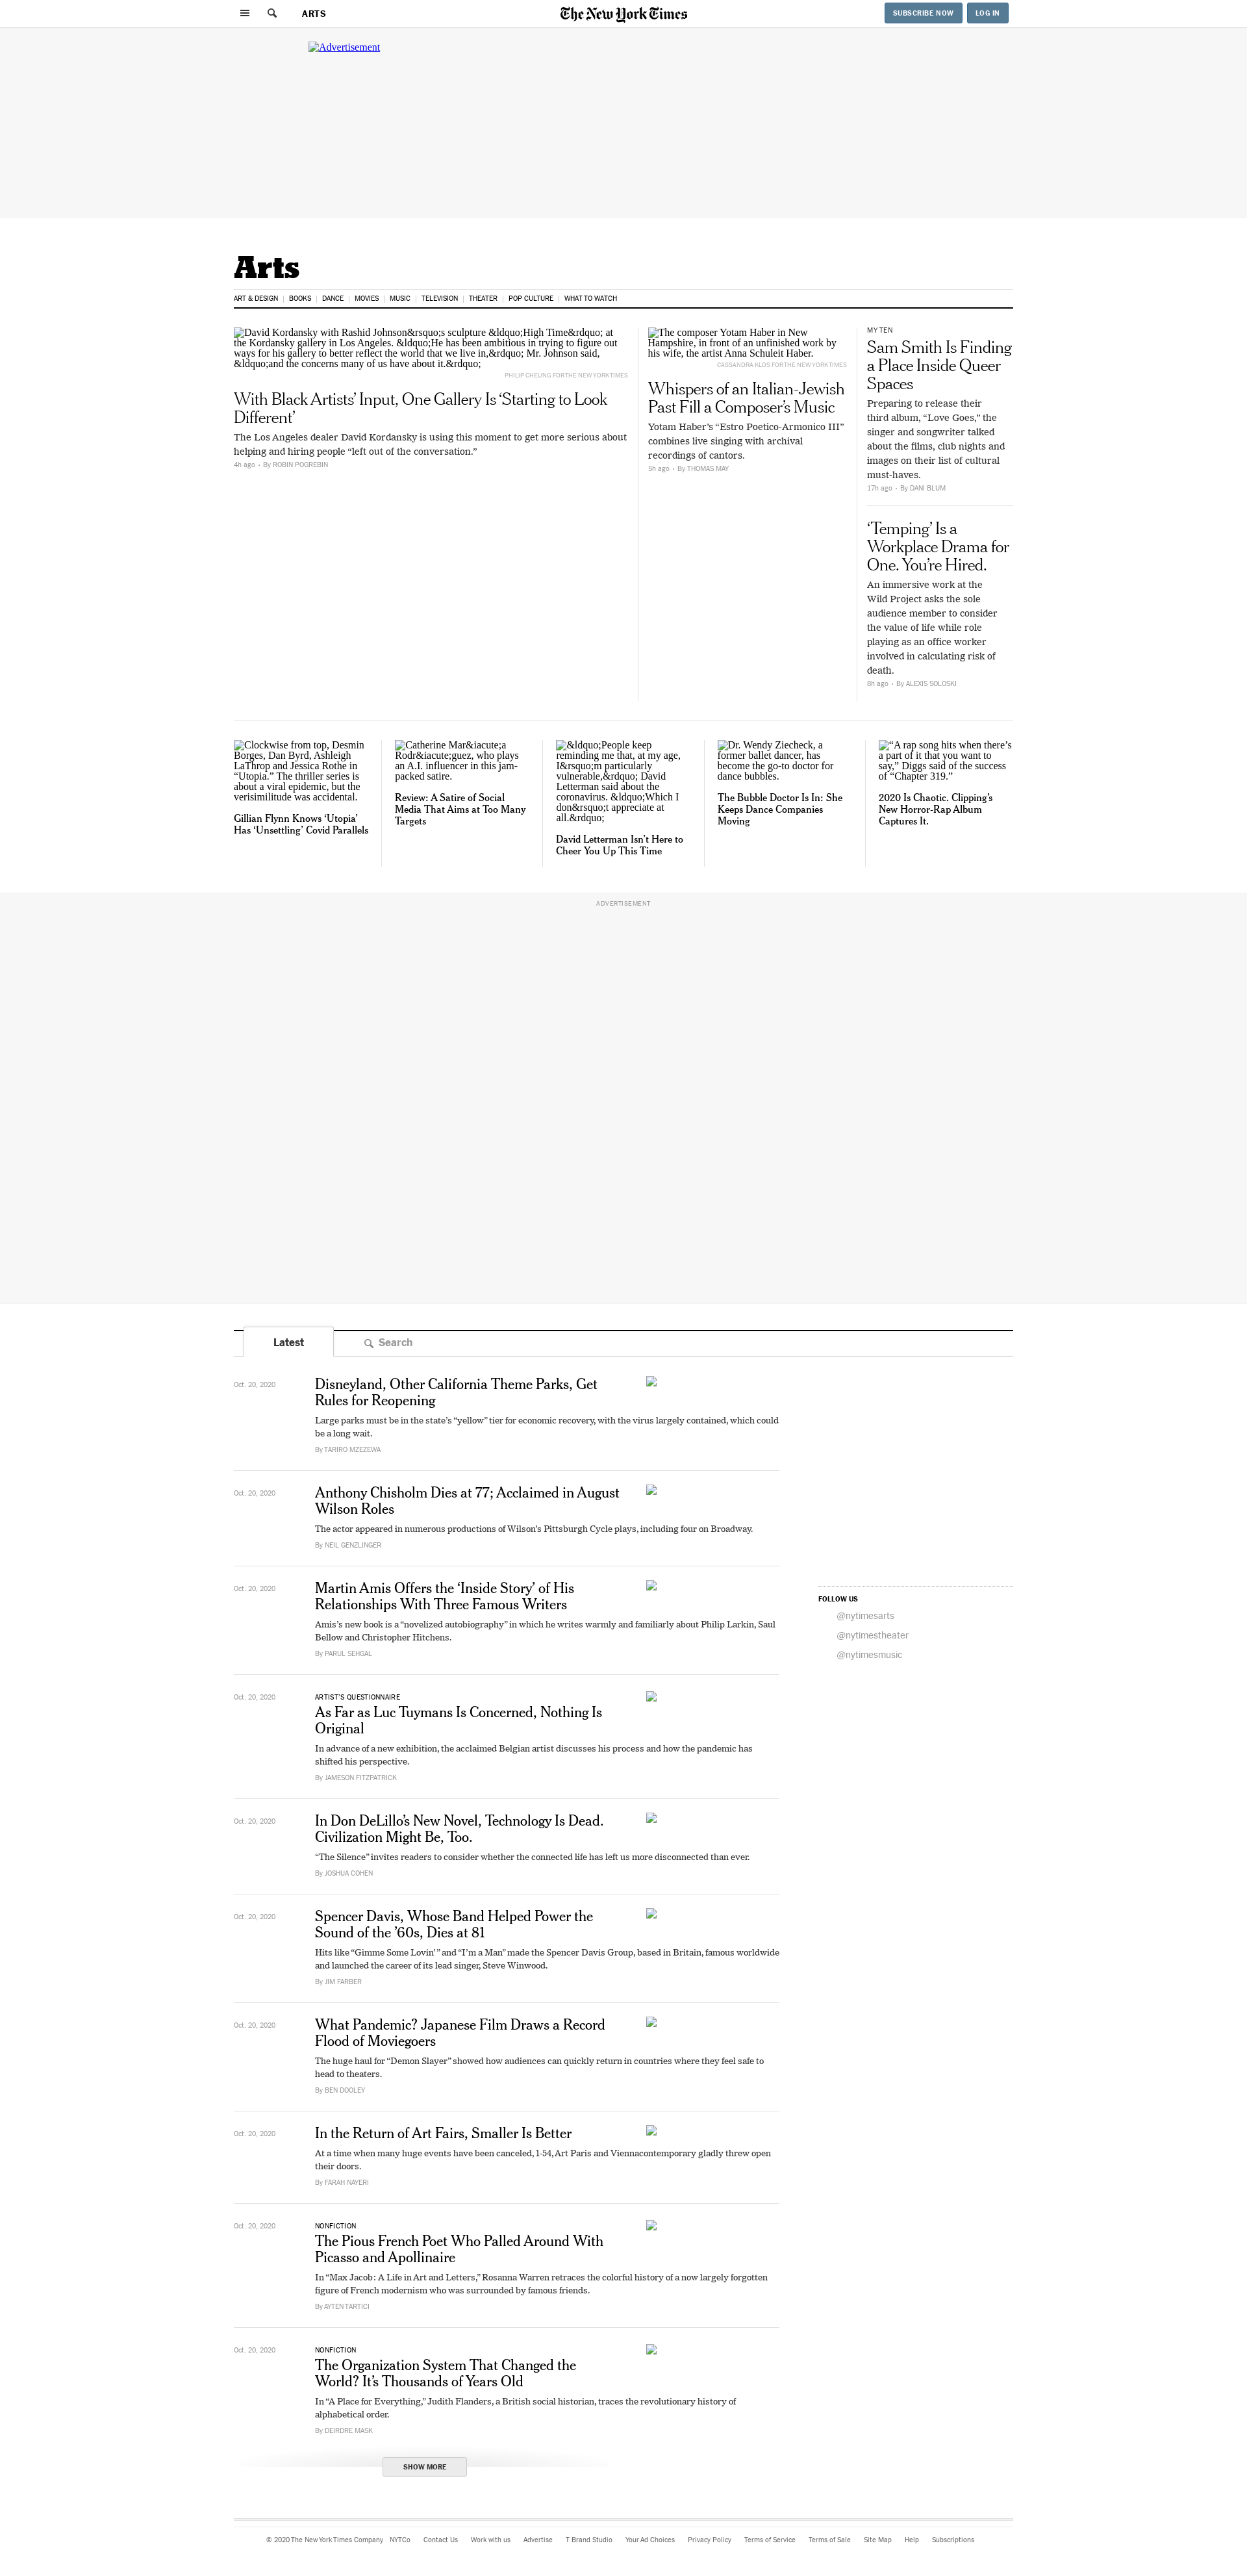 ARTS
The New York Times
SUBSCRIBE NOW
LOG IN
Advertisement
Arts
ART & DESIGN
BOOKS
DANCE
MOVIES
MUSIC
TELEVISION
THEATER
POP CULTURE
WHAT TO WATCH
David Kordansky with Rashid Johnson&rsquo;s sculpture &ldquo;High Time&rdquo; at
the Kordansky gallery in Los Angeles. &ldquo;He has been ambitious in trying to figure out
ways for his gallery to better reflect the world that we live in,&rdquo; Mr. Johnson said,
&ldquo;and the concerns many of us have about it.&rdquo;
PHILIP CHEUNG FOR THE NEW YORK TIMES
With Black Artists’ Input, One Gallery Is ‘Starting to Look
Different’
The Los Angeles dealer David Kordansky is using this moment to get more serious about
helping and hiring people “left out of the conversation.”
4h ago • By ROBIN POGREBIN
The composer Yotam Haber in New
Hampshire, in front of an unfinished work by
his wife, the artist Anna Schuleit Haber.
CASSANDRA KLOS FOR THE NEW YORK TIMES
Whispers of an Italian-Jewish
Past Fill a Composer’s Music
Yotam Haber’s “Estro Poetico-Armonico III”
combines live singing with archival
recordings of cantors.
5h ago • By THOMAS MAY
MY TEN
Sam Smith Is Finding
a Place Inside Queer
Spaces
Preparing to release their
third album, “Love Goes,” the
singer and songwriter talked
about the films, club nights and
images on their list of cultural
must-haves.
17h ago • By DANI BLUM
‘Temping’ Is a
Workplace Drama for
One. You’re Hired.
An immersive work at the
Wild Project asks the sole
audience member to consider
the value of life while role
playing as an office worker
involved in calculating risk of
death.
8h ago • By ALEXIS SOLOSKI
Clockwise from top, Desmin
Borges, Dan Byrd, Ashleigh
LaThrop and Jessica Rothe in
“Utopia.” The thriller series is
about a viral epidemic, but the
verisimilitude was accidental.
Gillian Flynn Knows ‘Utopia’
Has ‘Unsettling’ Covid Parallels
Catherine Mar&iacute;a
Rodr&iacute;guez, who plays
an A.I. influencer in this jam-
packed satire.
Review: A Satire of Social
Media That Aims at Too Many
Targets
&ldquo;People keep
reminding me that, at my age,
I&rsquo;m particularly
vulnerable,&rdquo; David
Letterman said about the
coronavirus. &ldquo;Which I
don&rsquo;t appreciate at
all.&rdquo;
David Letterman Isn’t Here to
Cheer You Up This Time
Dr. Wendy Ziecheck, a
former ballet dancer, has
become the go-to doctor for
dance bubbles.
The Bubble Doctor Is In: She
Keeps Dance Companies
Moving
“A rap song hits when there’s
a part of it that you want to
say,” Diggs said of the success
of “Chapter 319.”
2020 Is Chaotic. Clipping’s
New Horror-Rap Album
Captures It.
ADVERTISEMENT
Latest
Search
Oct. 20, 2020
Disneyland, Other California Theme Parks, Get
Rules for Reopening
Large parks must be in the state’s “yellow” tier for economic recovery, with the virus largely contained, which could
be a long wait.
By TARIRO MZEZEWA
Oct. 20, 2020
Anthony Chisholm Dies at 77; Acclaimed in August
Wilson Roles
The actor appeared in numerous productions of Wilson’s Pittsburgh Cycle plays, including four on Broadway.
By NEIL GENZLINGER
Oct. 20, 2020
Martin Amis Offers the ‘Inside Story’ of His
Relationships With Three Famous Writers
Amis’s new book is a “novelized autobiography” in which he writes warmly and familiarly about Philip Larkin, Saul
Bellow and Christopher Hitchens.
By PARUL SEHGAL
FOLLOW US
@nytimesarts
@nytimestheater
@nytimesmusic
Oct. 20, 2020
ARTIST’S QUESTIONNAIRE
As Far as Luc Tuymans Is Concerned, Nothing Is
Original
In advance of a new exhibition, the acclaimed Belgian artist discusses his process and how the pandemic has
shifted his perspective.
By JAMESON FITZPATRICK
Oct. 20, 2020
In Don DeLillo’s New Novel, Technology Is Dead.
Civilization Might Be, Too.
“The Silence” invites readers to consider whether the connected life has left us more disconnected than ever.
By JOSHUA COHEN
Oct. 20, 2020
Spencer Davis, Whose Band Helped Power the
Sound of the ’60s, Dies at 81
Hits like “Gimme Some Lovin’ ” and “I’m a Man” made the Spencer Davis Group, based in Britain, famous worldwide
and launched the career of its lead singer, Steve Winwood.
By JIM FARBER
Oct. 20, 2020
What Pandemic? Japanese Film Draws a Record
Flood of Moviegoers
The huge haul for “Demon Slayer” showed how audiences can quickly return in countries where they feel safe to
head to theaters.
By BEN DOOLEY
Oct. 20, 2020
In the Return of Art Fairs, Smaller Is Better
At a time when many huge events have been canceled, 1-54, Art Paris and Viennacontemporary gladly threw open
their doors.
By FARAH NAYERI
Oct. 20, 2020
NONFICTION
The Pious French Poet Who Palled Around With
Picasso and Apollinaire
In “Max Jacob: A Life in Art and Letters,” Rosanna Warren retraces the colorful history of a now largely forgotten
figure of French modernism who was surrounded by famous friends.
By AYTEN TARTICI
Oct. 20, 2020
NONFICTION
The Organization System That Changed the
World? It’s Thousands of Years Old
In “A Place for Everything,” Judith Flanders, a British social historian, traces the revolutionary history of
alphabetical order.
By DEIRDRE MASK
SHOW MORE
© 2020 The New York Times Company NYTCo Contact Us Work with us Advertise T Brand Studio Your Ad Choices Privacy Policy Terms of Service Terms of Sale Site Map Help Subscriptions